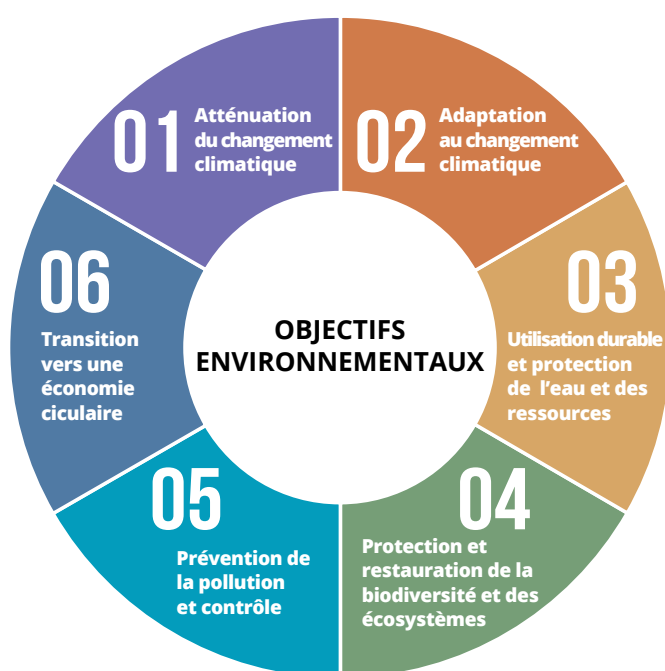 01
Atténuation
du changement
climatique
02
Adaptation
au changement
climatique
03
Utilisation durable
et protection
de l'eau et des
ressources
04
Protection et
restauration de la
biodiversité et des
écosystèmes
05
Prévention de
la pollution
et contrôle
06
Transition
vers une
économie
ciculaire
OBJECTIFS
ENVIRONNEMENTAUX